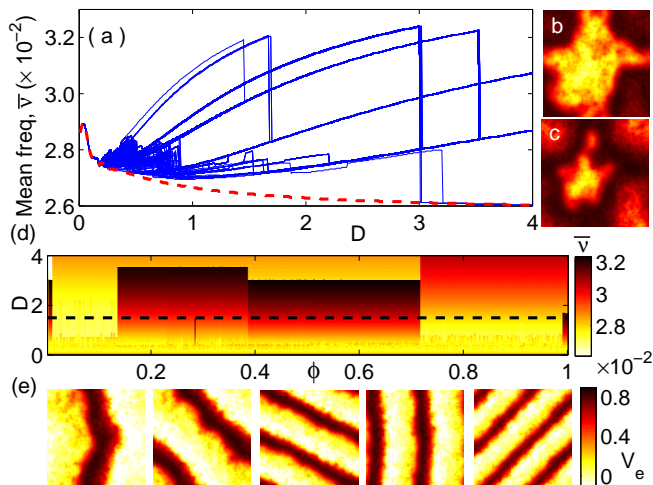 (a)
b
c
3.2
3.0
2.8
2.6
Mean freq, ν̅ (× 10⁻²)
0 1 2 3 4
D
(d)
4
2
0
D
0.2 0.4 0.6 0.8 1
ϕ
ν̅
3.2
3
2.8
2.6
×10⁻²
(e)
0.8
0.4
0
V_e